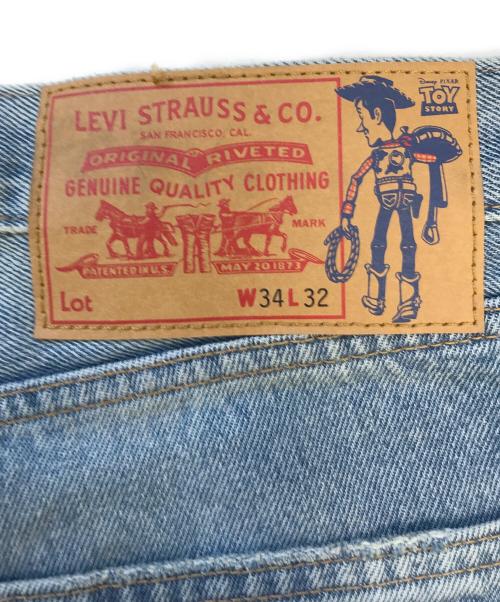 LEVI STRAUSS & CO.
SAN FRANCISCO, CAL.
ORIGINAL RIVETED
GENUINE QUALITY CLOTHING
TRADE MARK
PATENTED IN U.S. MAY 20 1873
Lot W34 L32
Disney · PIXAR
TOY
STORY